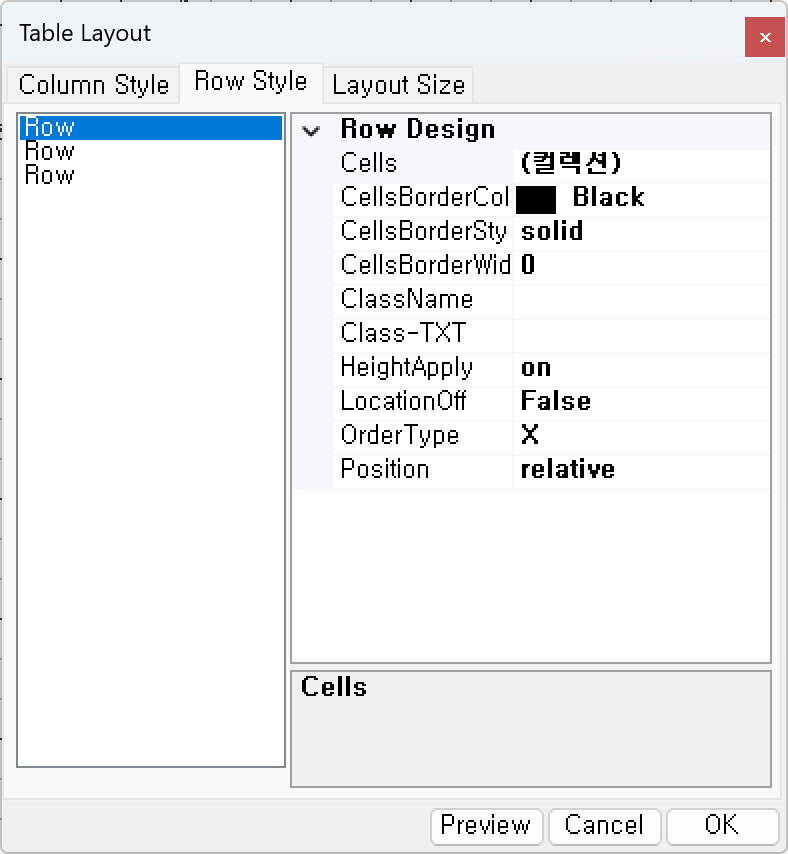 Table Layout
Column Style Row Style Layout Size
Row
Row
Row
Row Design
Cells (컬렉션)
CellsBorderCol Black
CellsBorderSty solid
CellsBorderWid 0
ClassName
Class-TXT
HeightApply on
LocationOff False
OrderType X
Position relative
Cells
Preview Cancel OK